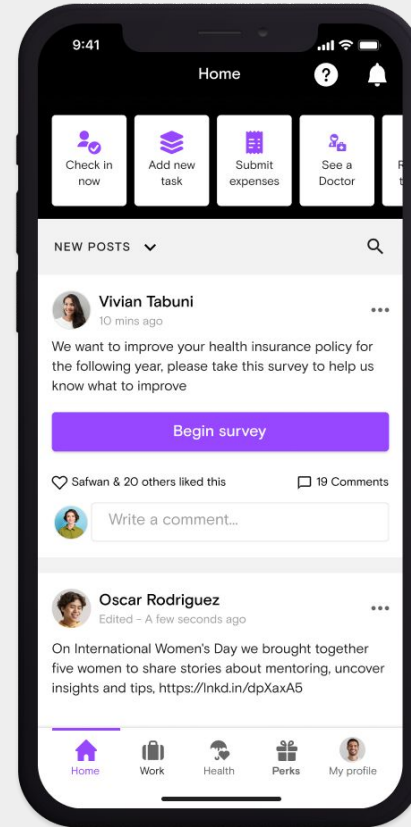 9:41
Home
?
Check in
now
Add new
task
Submit
expenses
See a
Doctor
NEW POSTS
Vivian Tabuni
10 mins ago
We want to improve your health insurance policy for
the following year, please take this survey to help us
know what to improve
Begin survey
Safwan & 20 others liked this
19 Comments
Write a comment...
Oscar Rodriguez
Edited – A few seconds ago
On International Women's Day we brought together
five women to share stories about mentoring, uncover
insights and tips, https://lnkd.in/dpXaxA5
Home
Work
Health
Perks
My profile